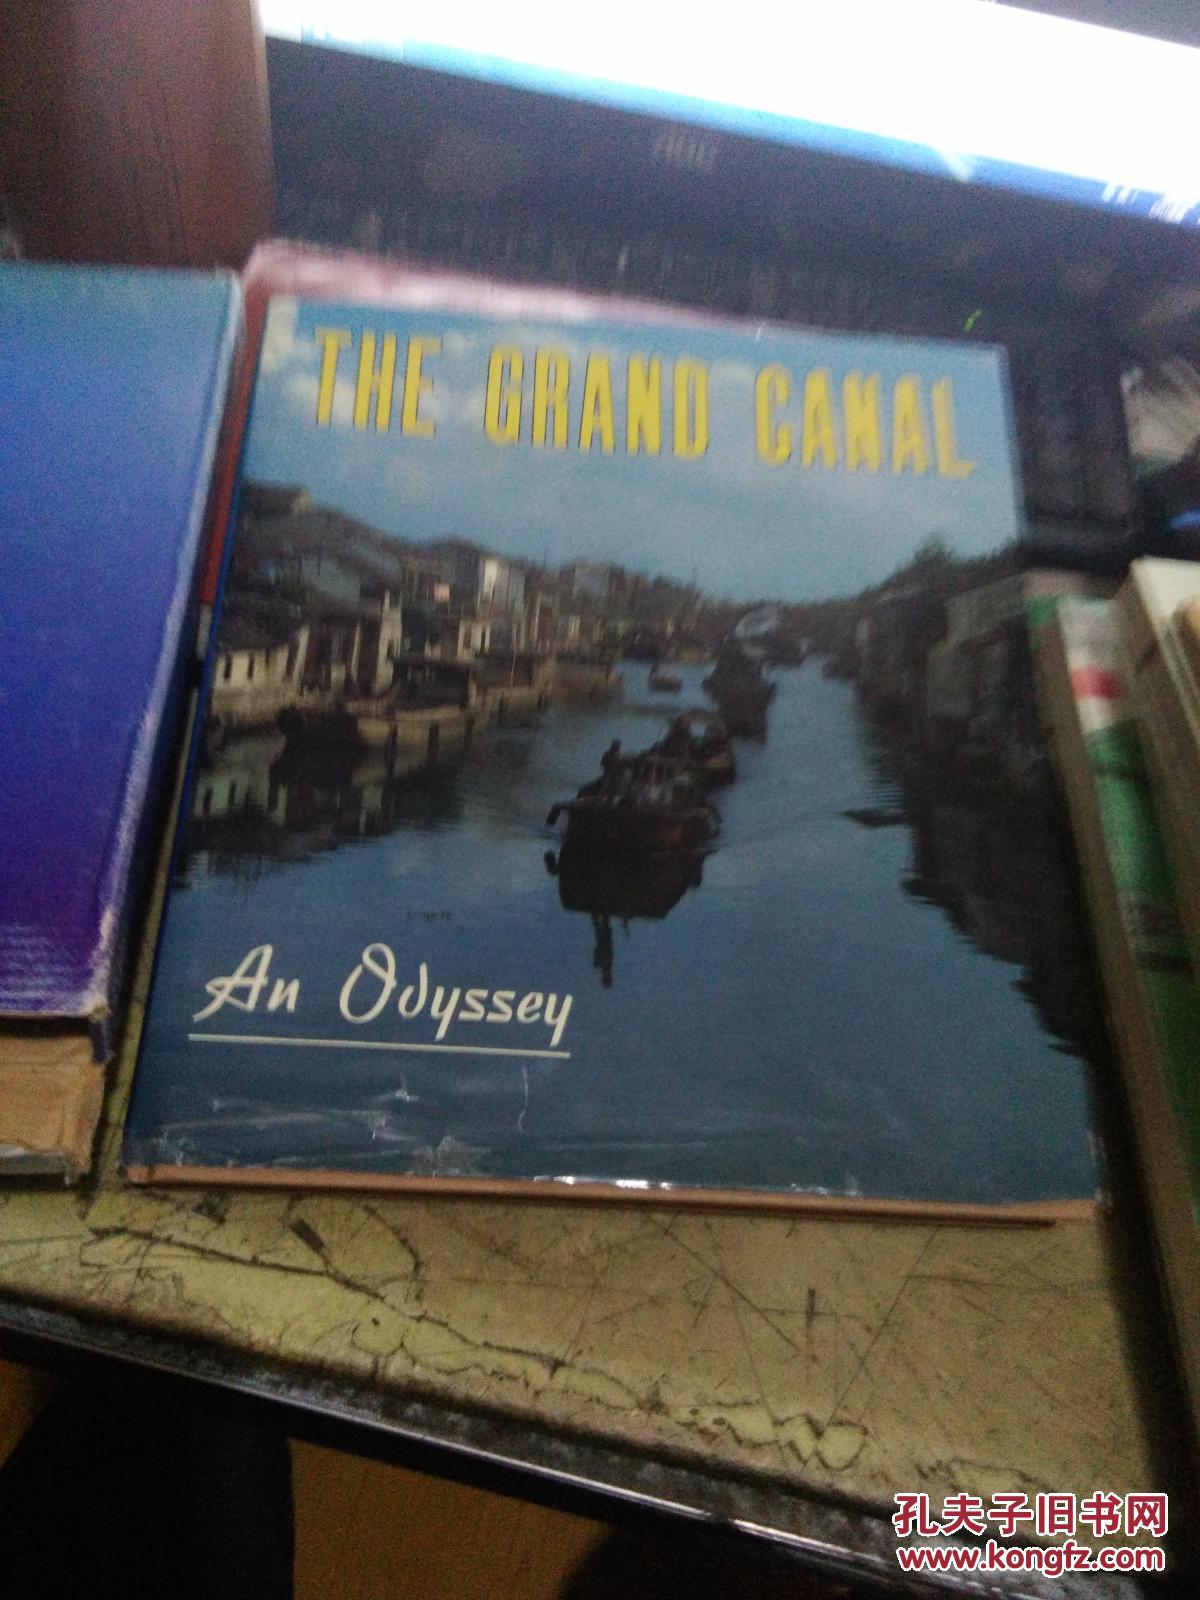 THE GRAND CANAL
An Odyssey
孔夫子旧书网
www.kongfz.com